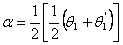 α = 1/2 [ 1/2 (θ₁ + θ₁′) ]